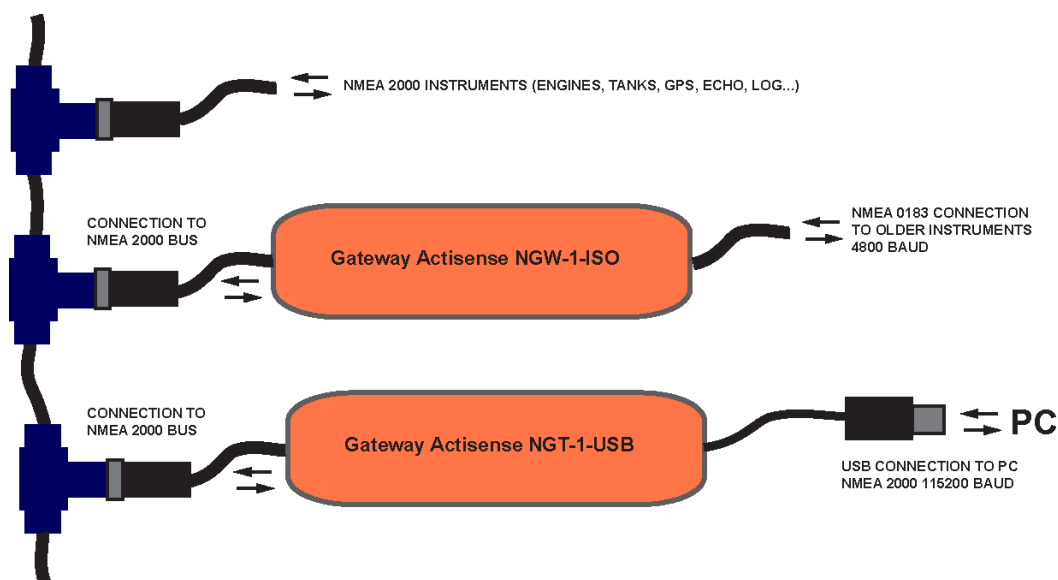 NMEA 2000 INSTRUMENTS (ENGINES, TANKS, GPS, ECHO, LOG...)
CONNECTION TO
NMEA 2000 BUS
Gateway Actisense NGW-1-ISO
NMEA 0183 CONNECTION
TO OLDER INSTRUMENTS
4800 BAUD
CONNECTION TO
NMEA 2000 BUS
Gateway Actisense NGT-1-USB
PC
USB CONNECTION TO PC
NMEA 2000 115200 BAUD